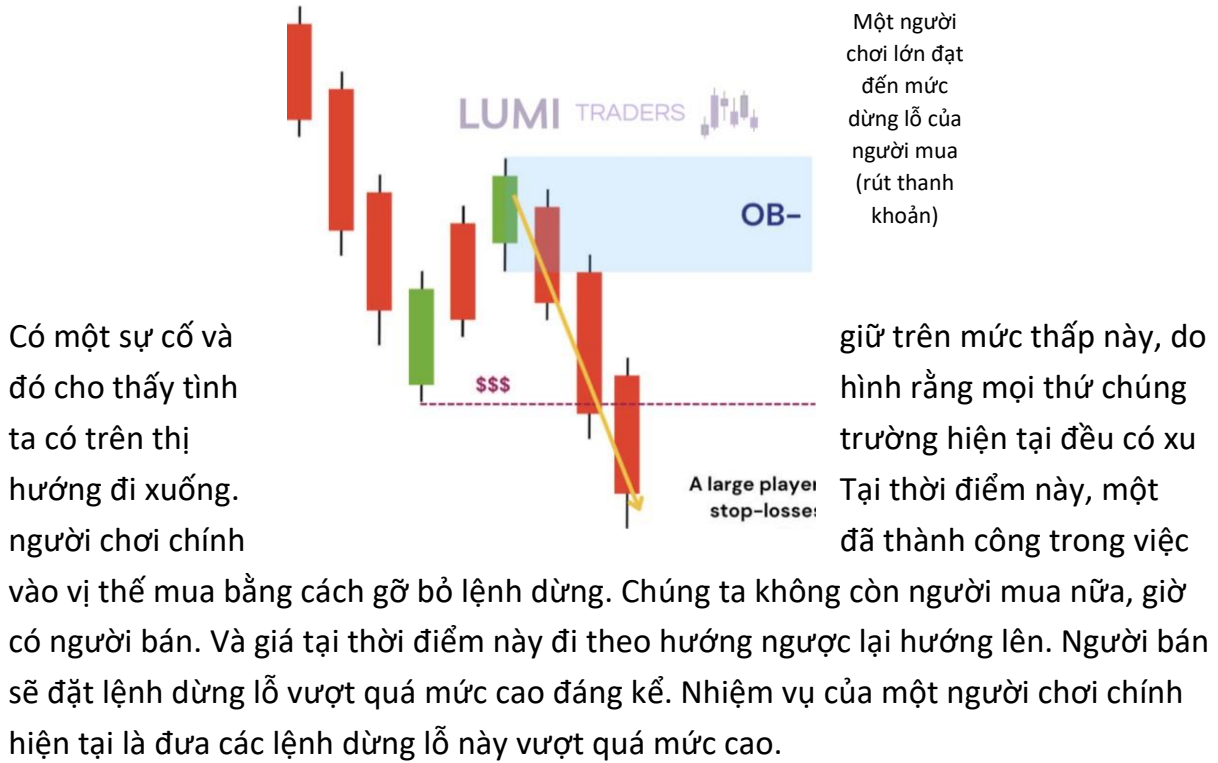 Một người
chơi lớn đạt
đến mức
dừng lỗ của
người mua
(rút thanh
khoản)
LUMI TRADERS
OB–
$$$
A large player
stop-losses
Có một sự cố và giữ trên mức thấp này, do
đó cho thấy tình hình rằng mọi thứ chúng
ta có trên thị trường hiện tại đều có xu
hướng đi xuống. Tại thời điểm này, một
người chơi chính đã thành công trong việc
vào vị thế mua bằng cách gỡ bỏ lệnh dừng. Chúng ta không còn người mua nữa, giờ
có người bán. Và giá tại thời điểm này đi theo hướng ngược lại hướng lên. Người bán
sẽ đặt lệnh dừng lỗ vượt quá mức cao đáng kể. Nhiệm vụ của một người chơi chính
hiện tại là đưa các lệnh dừng lỗ này vượt quá mức cao.